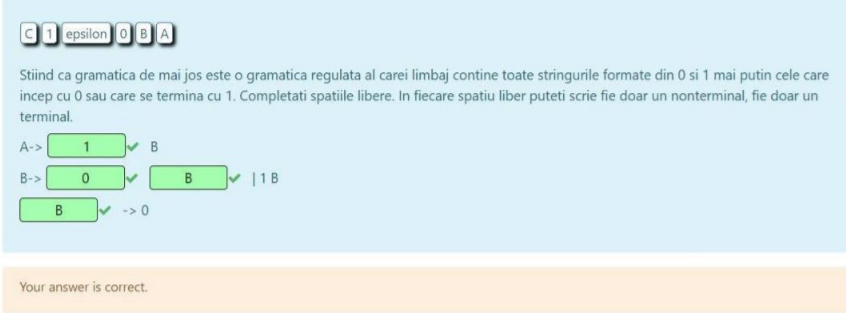 C 1 epsilon 0 B A
Stiind ca gramatica de mai jos este o gramatica regulata al carei limbaj contine toate stringurile formate din 0 si 1 mai putin cele care
incep cu 0 sau care se termina cu 1. Completati spatiile libere. In fiecare spatiu liber puteti scrie fie doar un nonterminal, fie doar un
terminal.
A-> 1 ✔ B
B-> 0 ✔ B ✔ | 1 B
B ✔ -> 0
Your answer is correct.